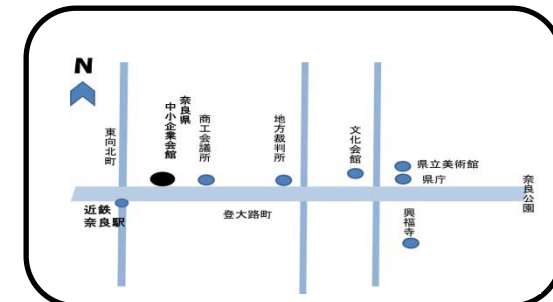 N
東向北町
奈良県
中小企業会館
商工会議所
地方裁判所
文化会館
県立美術館
県庁
奈良公園
近鉄
奈良駅
登大路町
興福寺